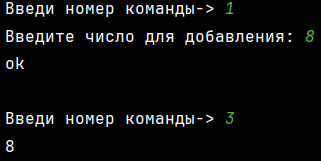 Введи номер команды-> 1
Введите число для добавления: 8
ok
Введи номер команды-> 3
8